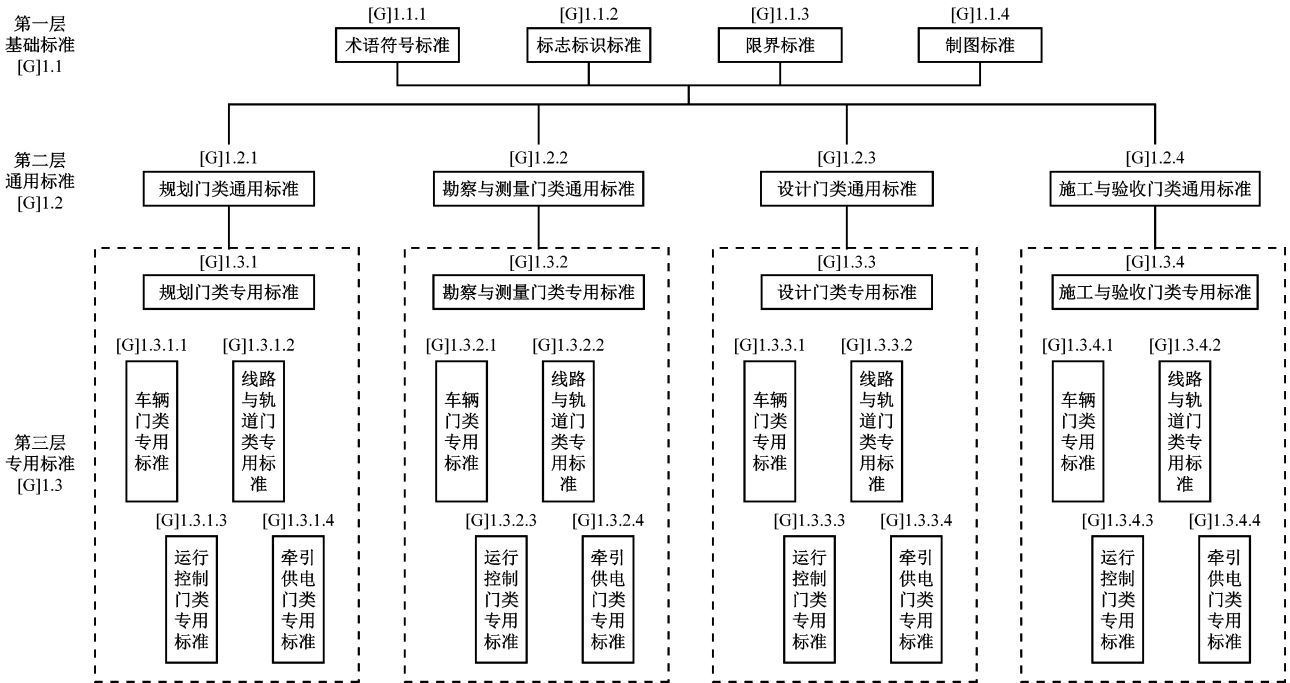 第一层
基础标准
[G]1.1
[G]1.1.1
[G]1.1.2
[G]1.1.3
[G]1.1.4
术语符号标准
标志标识标准
限界标准
制图标准
第二层
通用标准
[G]1.2
[G]1.2.1
[G]1.2.2
[G]1.2.3
[G]1.2.4
规划门类通用标准
勘察与测量门类通用标准
设计门类通用标准
施工与验收门类通用标准
第三层
专用标准
[G]1.3
[G]1.3.1
规划门类专用标准
[G]1.3.1.1
车辆
门类
专用
标准
[G]1.3.1.2
线路
与轨
道门
类专
用标
准
[G]1.3.1.3
运行
控制
门类
专用
标准
[G]1.3.1.4
牵引
供电
门类
专用
标准
[G]1.3.2
勘察与测量门类专用标准
[G]1.3.2.1
车辆
门类
专用
标准
[G]1.3.2.2
线路
与轨
道门
类专
用标
准
[G]1.3.2.3
运行
控制
门类
专用
标准
[G]1.3.2.4
牵引
供电
门类
专用
标准
[G]1.3.3
设计门类专用标准
[G]1.3.3.1
车辆
门类
专用
标准
[G]1.3.3.2
线路
与轨
道门
类专
用标
准
[G]1.3.3.3
运行
控制
门类
专用
标准
[G]1.3.3.4
牵引
供电
门类
专用
标准
[G]1.3.4
施工与验收门类专用标准
[G]1.3.4.1
车辆
门类
专用
标准
[G]1.3.4.2
线路
与轨
道门
类专
用标
准
[G]1.3.4.3
运行
控制
门类
专用
标准
[G]1.3.4.4
牵引
供电
门类
专用
标准